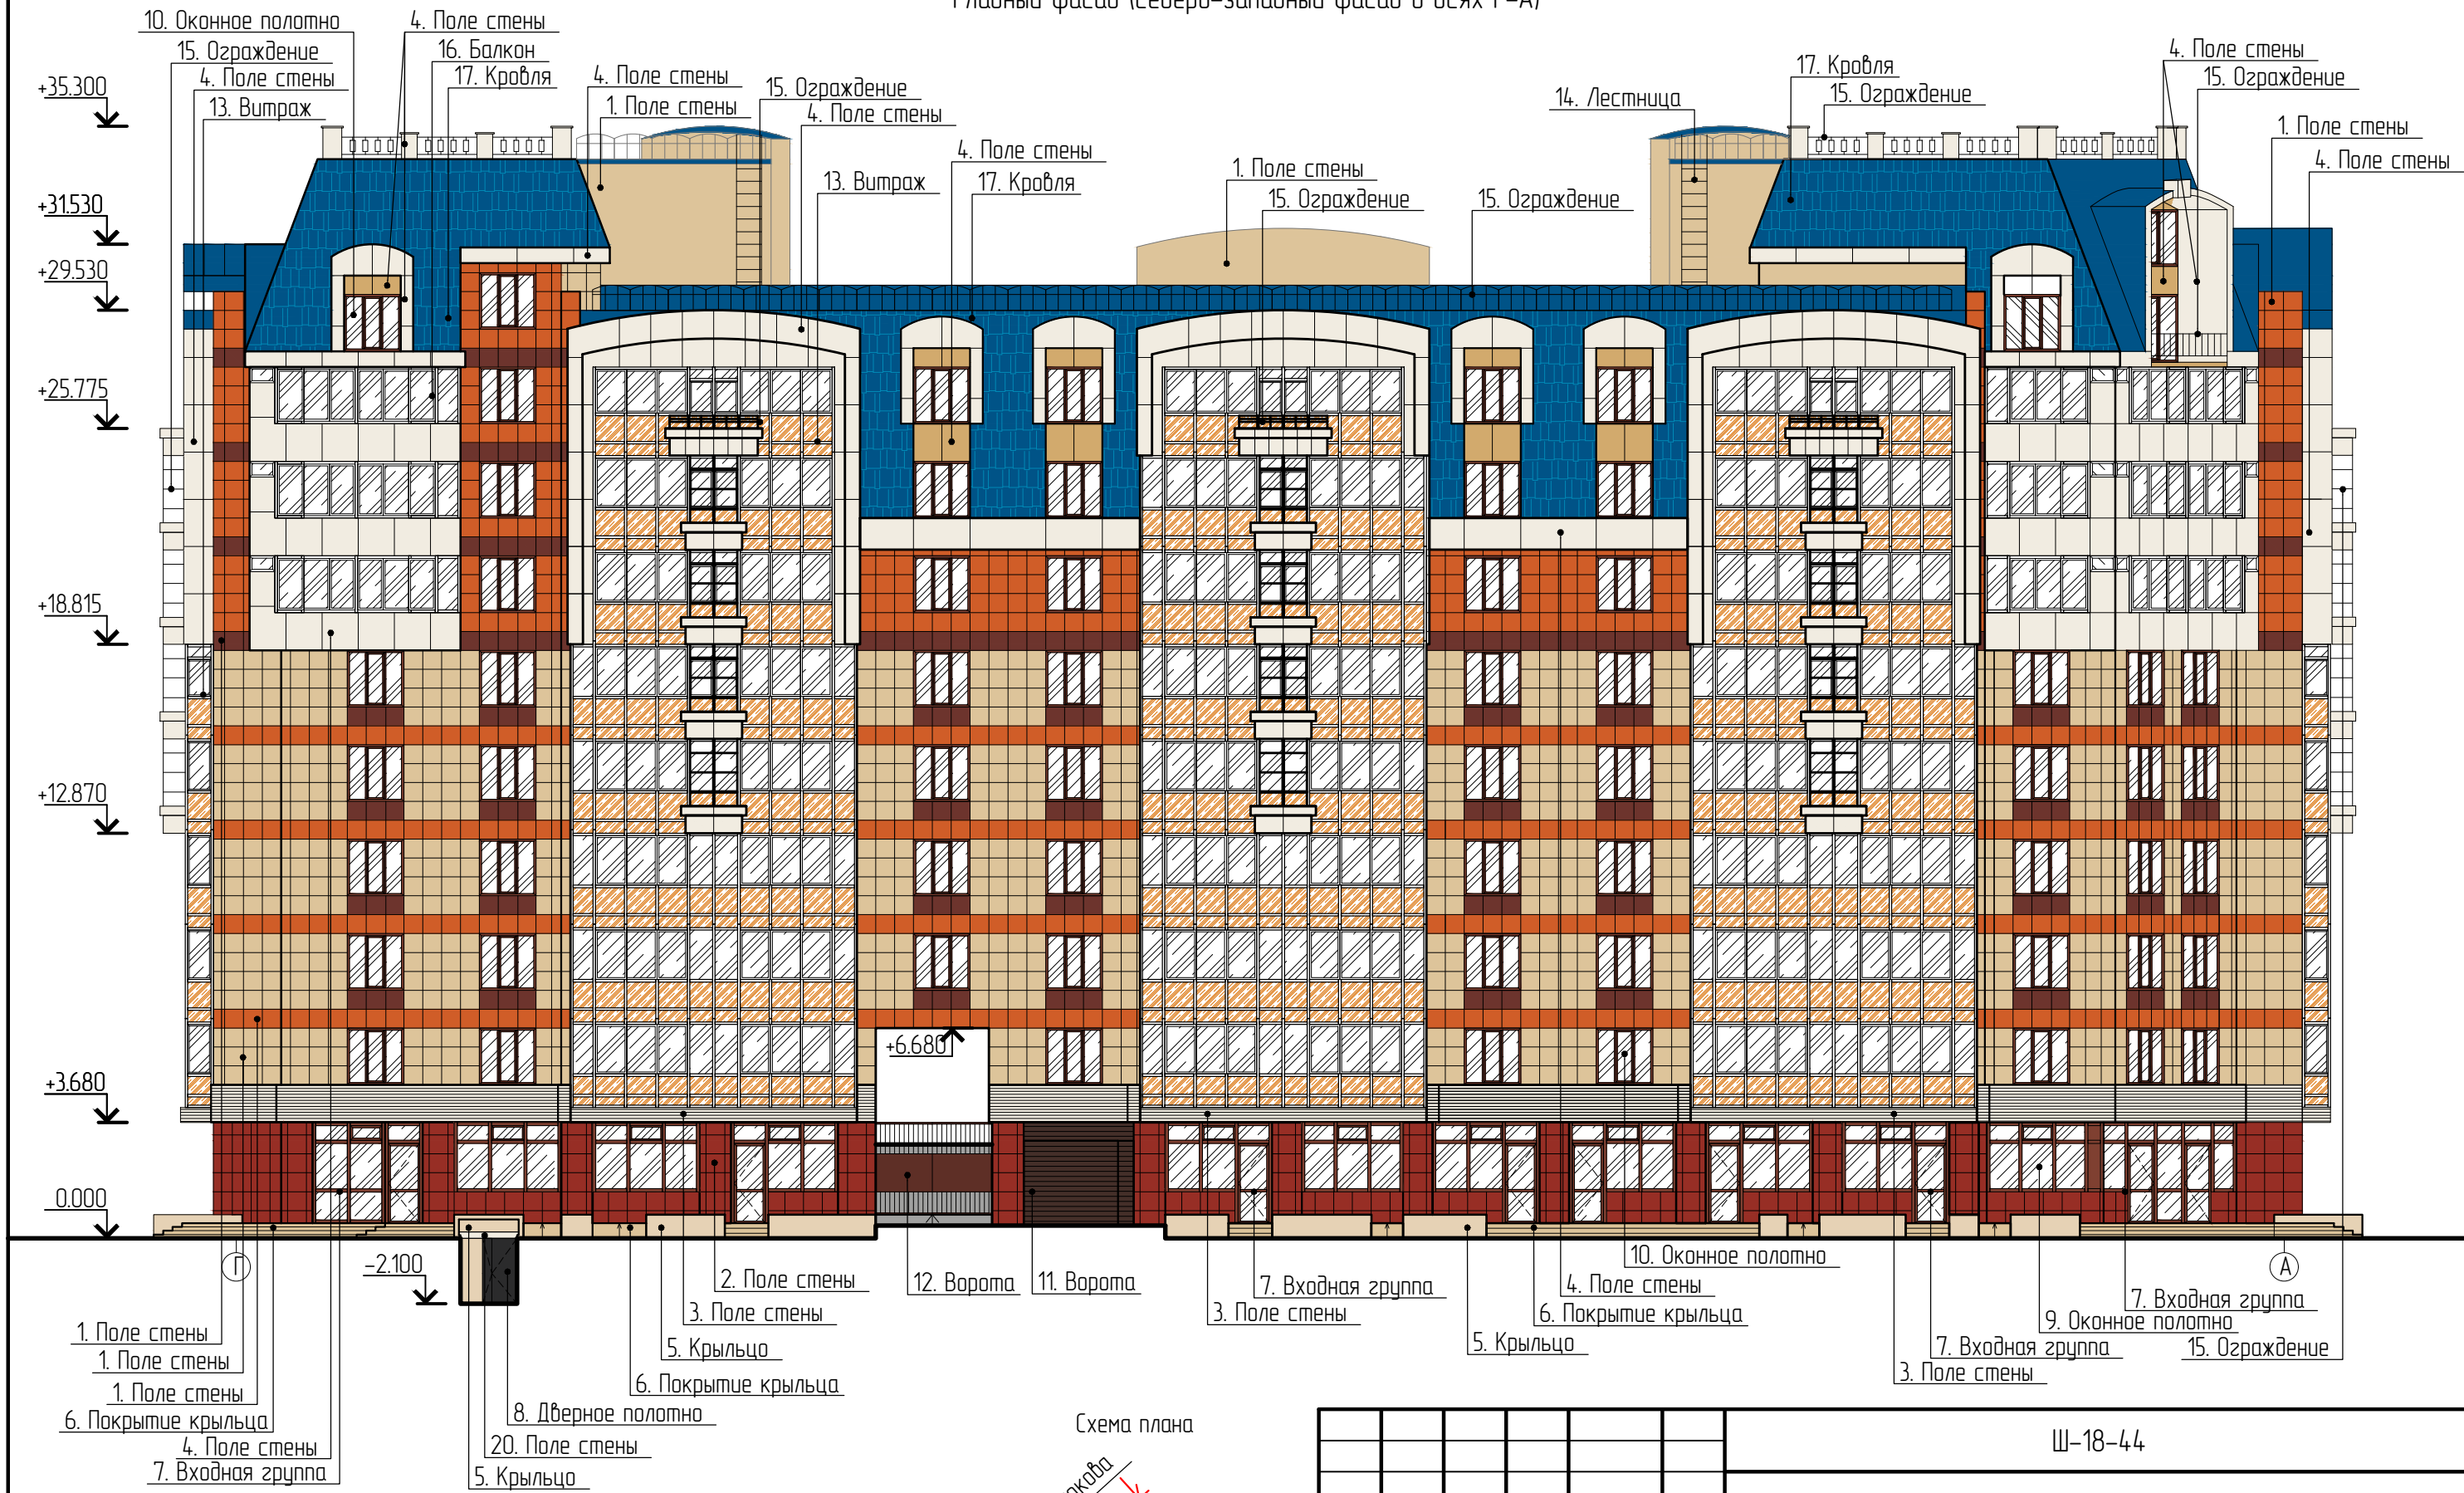 Главный фасад (северо-западный фасад в осях Г-А)
10. Оконное полотно
4. Поле стены
15. Ограждение
16. Балкон
4. Поле стены
17. Кровля
13. Витраж
4. Поле стены
1. Поле стены
15. Ограждение
4. Поле стены
4. Поле стены
17. Кровля
13. Витраж
1. Поле стены
15. Ограждение
15. Ограждение
14. Лестница
17. Кровля
15. Ограждение
4. Поле стены
15. Ограждение
1. Поле стены
4. Поле стены
+35.300
+31.530
+29.530
+25.775
+18.815
+12.870
+6.680
+3.680
0.000
-2.100
Г
А
2. Поле стены
3. Поле стены
5. Крыльцо
6. Покрытие крыльца
12. Ворота
11. Ворота
7. Входная группа
3. Поле стены
10. Оконное полотно
4. Поле стены
6. Покрытие крыльца
5. Крыльцо
7. Входная группа
9. Оконное полотно
7. Входная группа
15. Ограждение
3. Поле стены
1. Поле стены
1. Поле стены
1. Поле стены
6. Покрытие крыльца
4. Поле стены
7. Входная группа
8. Дверное полотно
20. Поле стены
5. Крыльцо
Схема плана
Ш-18-44